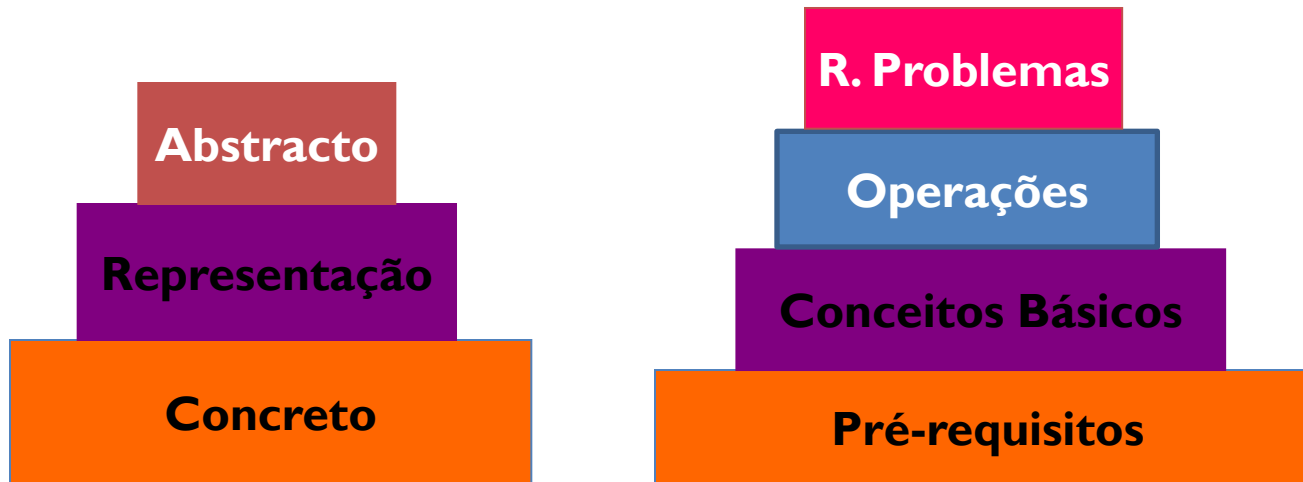 Abstracto
Representação
Concreto
R. Problemas
Operações
Conceitos Básicos
Pré-requisitos